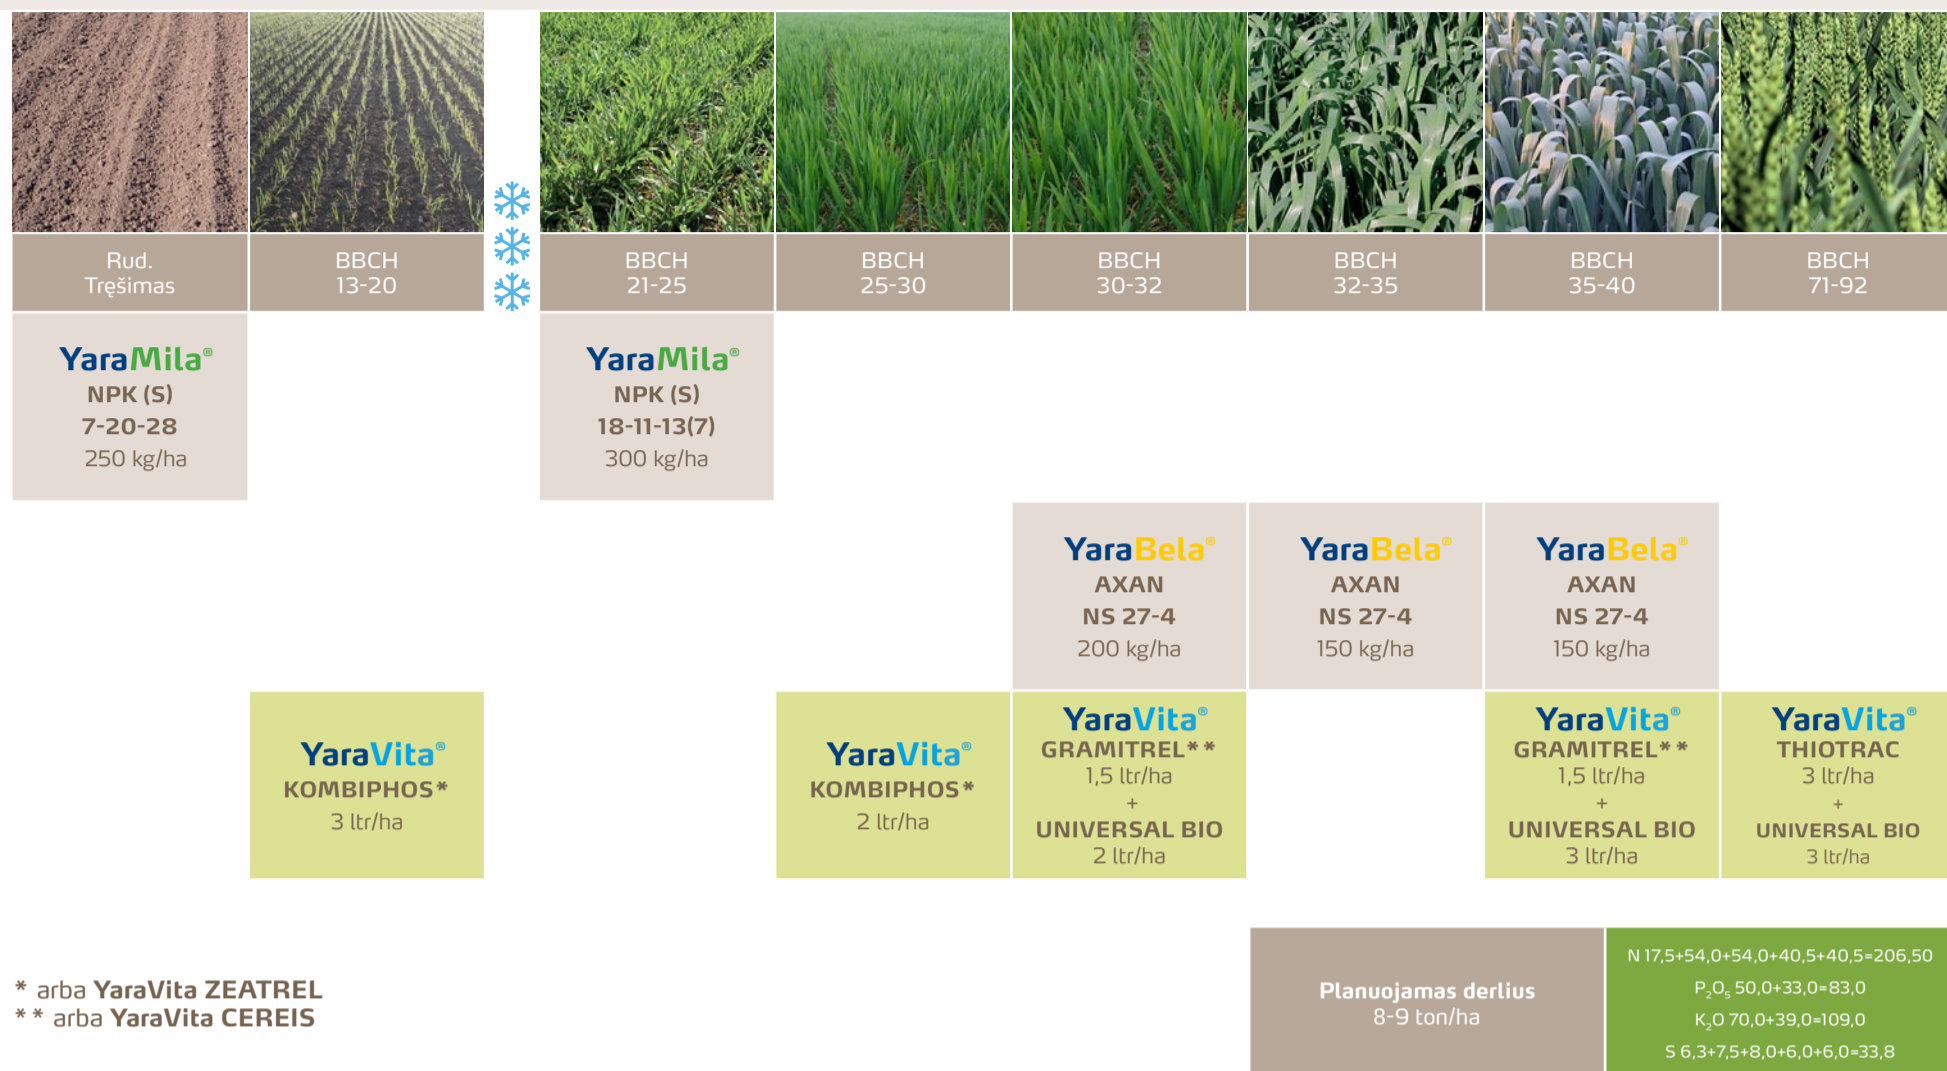 Rud.
Tręšimas
BBCH
13-20
BBCH
21-25
BBCH
25-30
BBCH
30-32
BBCH
32-35
BBCH
35-40
BBCH
71-92
YaraMila®
NPK (S)
7-20-28
250 kg/ha
YaraMila®
NPK (S)
18-11-13(7)
300 kg/ha
YaraBela®
AXAN
NS 27-4
200 kg/ha
YaraBela®
AXAN
NS 27-4
150 kg/ha
YaraBela®
AXAN
NS 27-4
150 kg/ha
YaraVita®
KOMBIPHOS*
3 ltr/ha
YaraVita®
KOMBIPHOS*
2 ltr/ha
YaraVita®
GRAMITREL**
1,5 ltr/ha
+
UNIVERSAL BIO
2 ltr/ha
YaraVita®
GRAMITREL**
1,5 ltr/ha
+
UNIVERSAL BIO
3 ltr/ha
YaraVita®
THIOTRAC
3 ltr/ha
+
UNIVERSAL BIO
3 ltr/ha
* arba YaraVita ZEATREL
** arba YaraVita CEREIS
Planuojamas derlius
8-9 ton/ha
N 17,5+54,0+54,0+40,5+40,5=206,50
P₂O₅ 50,0+33,0=83,0
K₂O 70,0+39,0=109,0
S 6,3+7,5+8,0+6,0+6,0=33,8